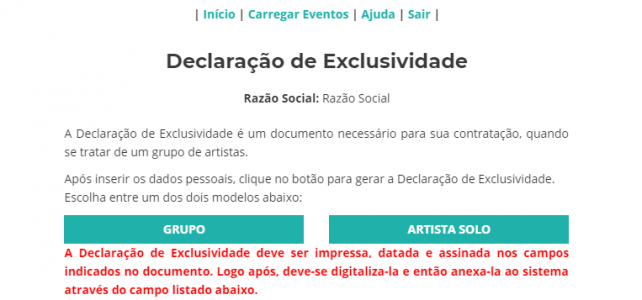 | Início | Carregar Eventos | Ajuda | Sair |
Declaração de Exclusividade
Razão Social: Razão Social
A Declaração de Exclusividade é um documento necessário para sua contratação, quando
se tratar de um grupo de artistas.
Após inserir os dados pessoais, clique no botão para gerar a Declaração de Exclusividade.
Escolha entre um dos dois modelos abaixo:
GRUPO ARTISTA SOLO
A Declaração de Exclusividade deve ser impressa, datada e assinada nos campos
indicados no documento. Logo após, deve-se digitaliza-la e então anexa-la ao sistema
através do campo listado abaixo.